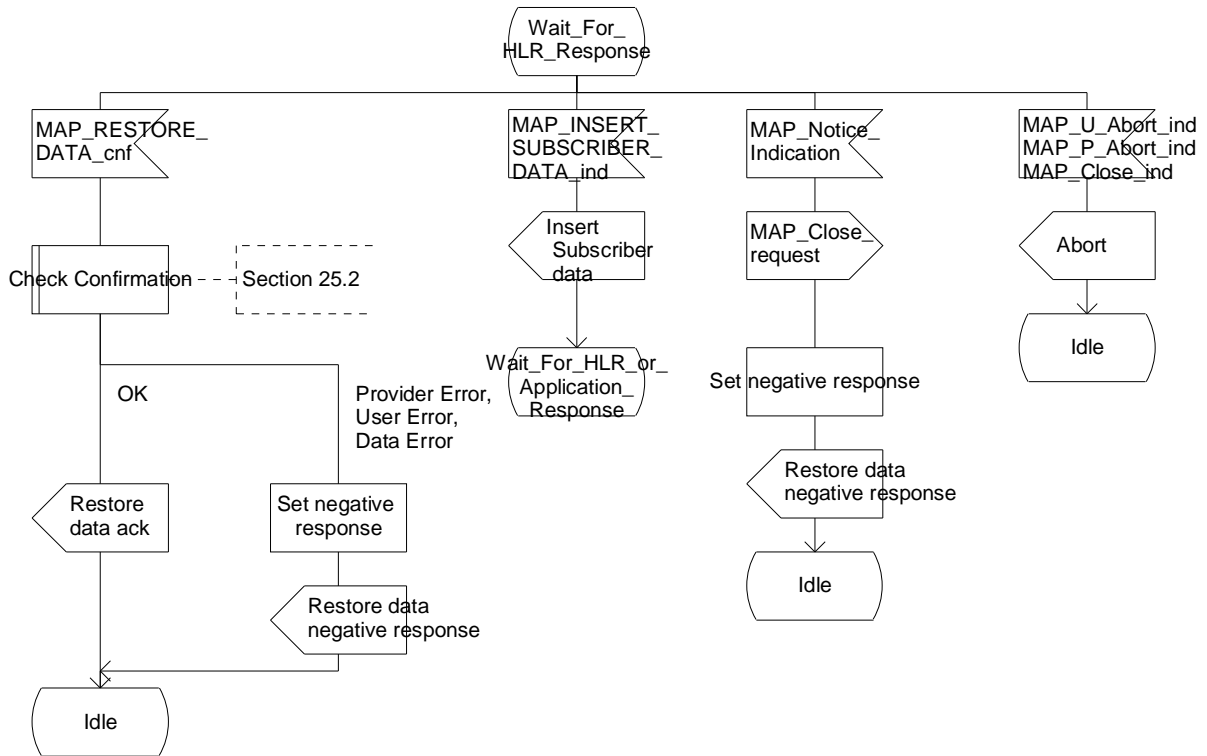 Wait_For_
HLR_Response
MAP_RESTORE_
DATA_cnf
MAP_INSERT_
SUBSCRIBER_
DATA_ind
MAP_Notice_
Indication
MAP_U_Abort_ind
MAP_P_Abort_ind
MAP_Close_ind
Check Confirmation
Section 25.2
Insert
Subscriber
data
MAP_Close_
request
Abort
Idle
OK
Provider Error,
User Error,
Data Error
Wait_For_HLR_or_
Application_
Response
Set negative response
Restore data
negative response
Idle
Restore
data ack
Set negative
response
Restore data
negative response
Idle